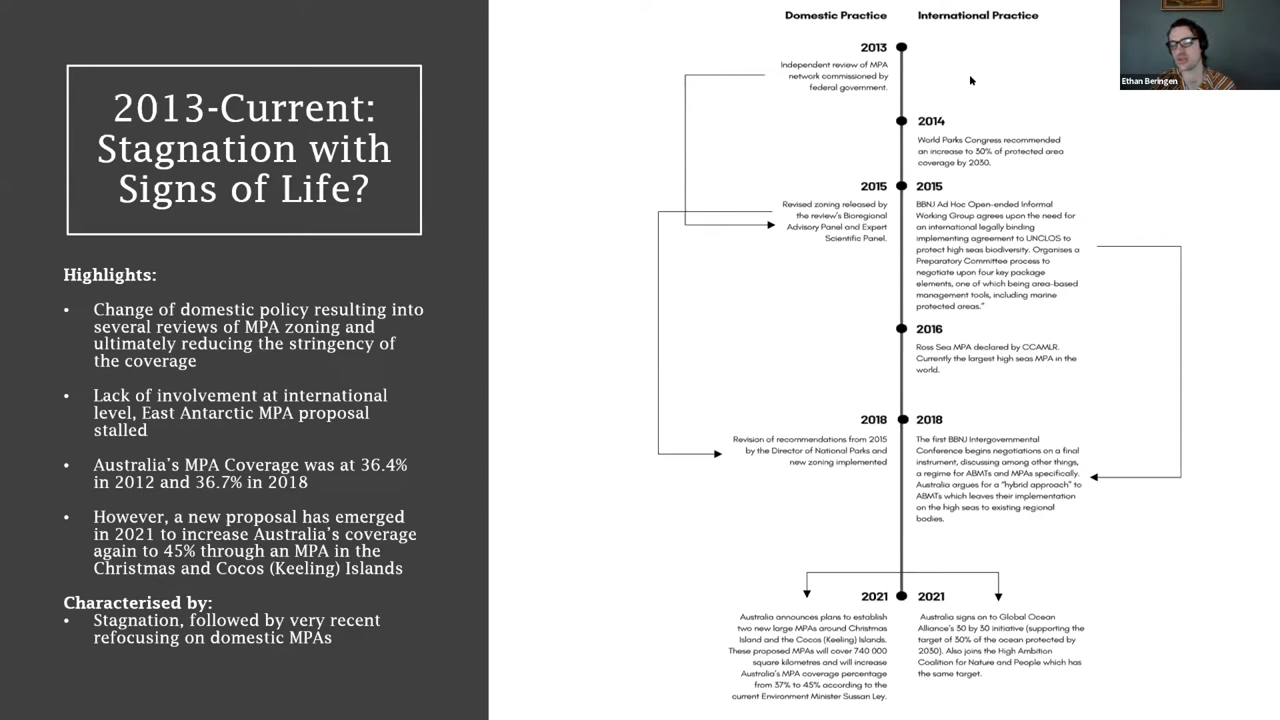 2013-Current:
Stagnation with
Signs of Life?
Highlights:
• Change of domestic policy resulting into
several reviews of MPA zoning and
ultimately reducing the stringency of
the coverage
• Lack of involvement at international
level, East Antarctic MPA proposal
stalled
• Australia's MPA Coverage was at 36.4%
in 2012 and 36.7% in 2018
• However, a new proposal has emerged
in 2021 to increase Australia's coverage
again to 45% through an MPA in the
Christmas and Cocos (Keeling) Islands
Characterised by:
• Stagnation, followed by very recent
refocusing on domestic MPAs
Domestic Practice
International Practice
2013
Independent review of MPA
network commissioned by
federal government.
2014
World Parks Congress recommended
an increase to 30% of protected area
coverage by 2030.
2015
Revised zoning released by
the review's Bioregional
Advisory Panel and Expert
Scientific Panel.
2015
BBNJ Ad Hoc Open-ended Informal
Working Group agrees upon the need for
an international legally binding
implementing agreement to UNCLOS to
protect high seas biodiversity. Organises a
Preparatory Committee process to
negotiate upon four key package
elements, one of which being area-based
management tools, including marine
protected areas."
2016
Ross Sea MPA declared by CCAMLR.
Currently the largest high seas MPA in the
world.
2018
Revision of recommendations from 2015
by the Director of National Parks and
new zoning implemented
2018
The first BBNJ Intergovernmental
Conference begins negotiations on a final
instrument, discussing among other things,
a regime for ABMTs and MPAs specifically.
Australia argues for a "hybrid approach" to
ABMTs which leaves their implementation
on the high seas to existing regional
bodies.
2021
Australia announces plans to establish
two new large MPAs around Christmas
Island and the Cocos (Keeling) Islands.
These proposed MPAs will cover 740 000
square kilometres and will increase
Australia's MPA coverage percentage
from 37% to 45% according to the
current Environment Minister Sussan Ley.
2021
Australia signs on to Global Ocean
Alliance's 30 by 30 initiative (supporting the
target of 30% of the ocean protected by
2030). Also joins the High Ambition
Coalition for Nature and People which has
the same target.
Ethan Beringen